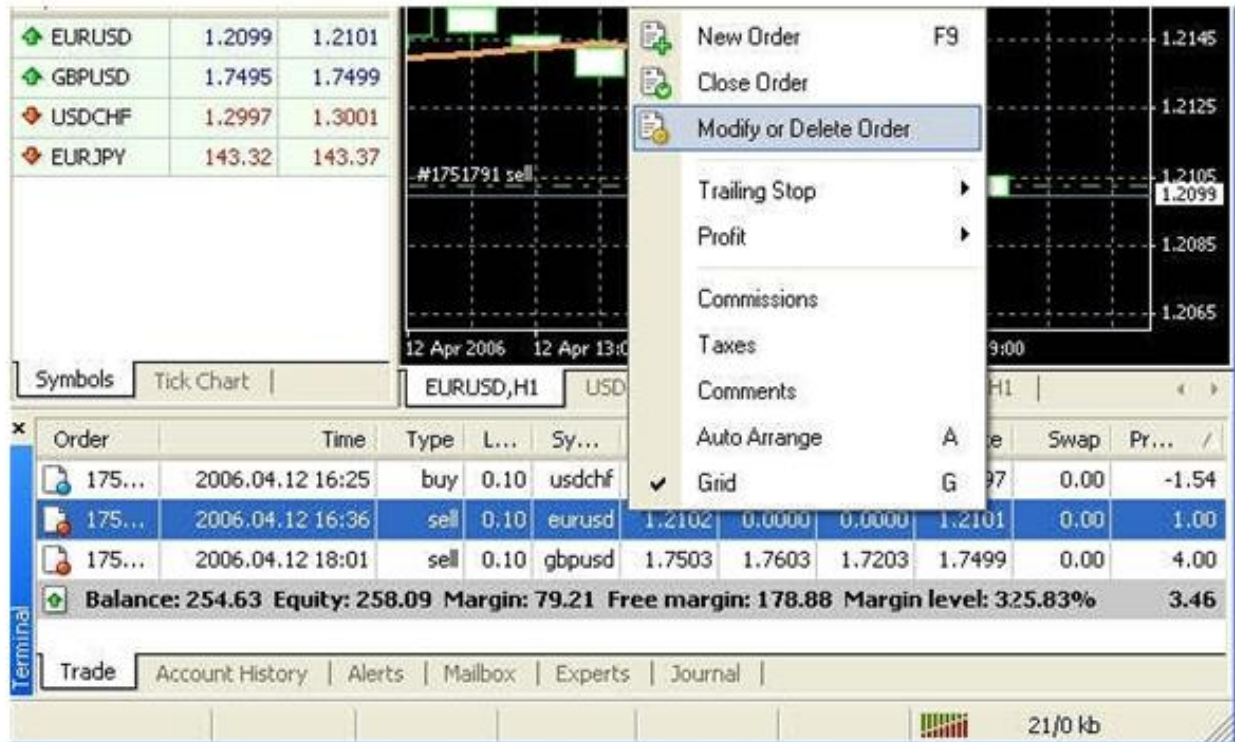 EURUSD 1.2099 1.2101
GBPUSD 1.7495 1.7499
USDCHF 1.2997 1.3001
EURJPY 143.32 143.37
Symbols Tick Chart
#1751791 sell
1.2145
1.2125
1.2105
1.2099
1.2085
1.2065
12 Apr 2006 12 Apr 13:0 9:00
EURUSD,H1 USD H1
New Order F9
Close Order
Modify or Delete Order
Trailing Stop
Profit
Commissions
Taxes
Comments
Auto Arrange A
Grid G
Order Time Type L... Sy... e Swap Pr... /
175... 2006.04.12 16:25 buy 0.10 usdchf 97 0.00 -1.54
175... 2006.04.12 16:36 sell 0.10 eurusd 1.2102 0.0000 0.0000 1.2101 0.00 1.00
175... 2006.04.12 18:01 sell 0.10 gbpusd 1.7503 1.7603 1.7203 1.7499 0.00 4.00
Balance: 254.63 Equity: 258.09 Margin: 79.21 Free margin: 178.88 Margin level: 325.83% 3.46
Terminal
Trade Account History Alerts Mailbox Experts Journal
21/0 kb